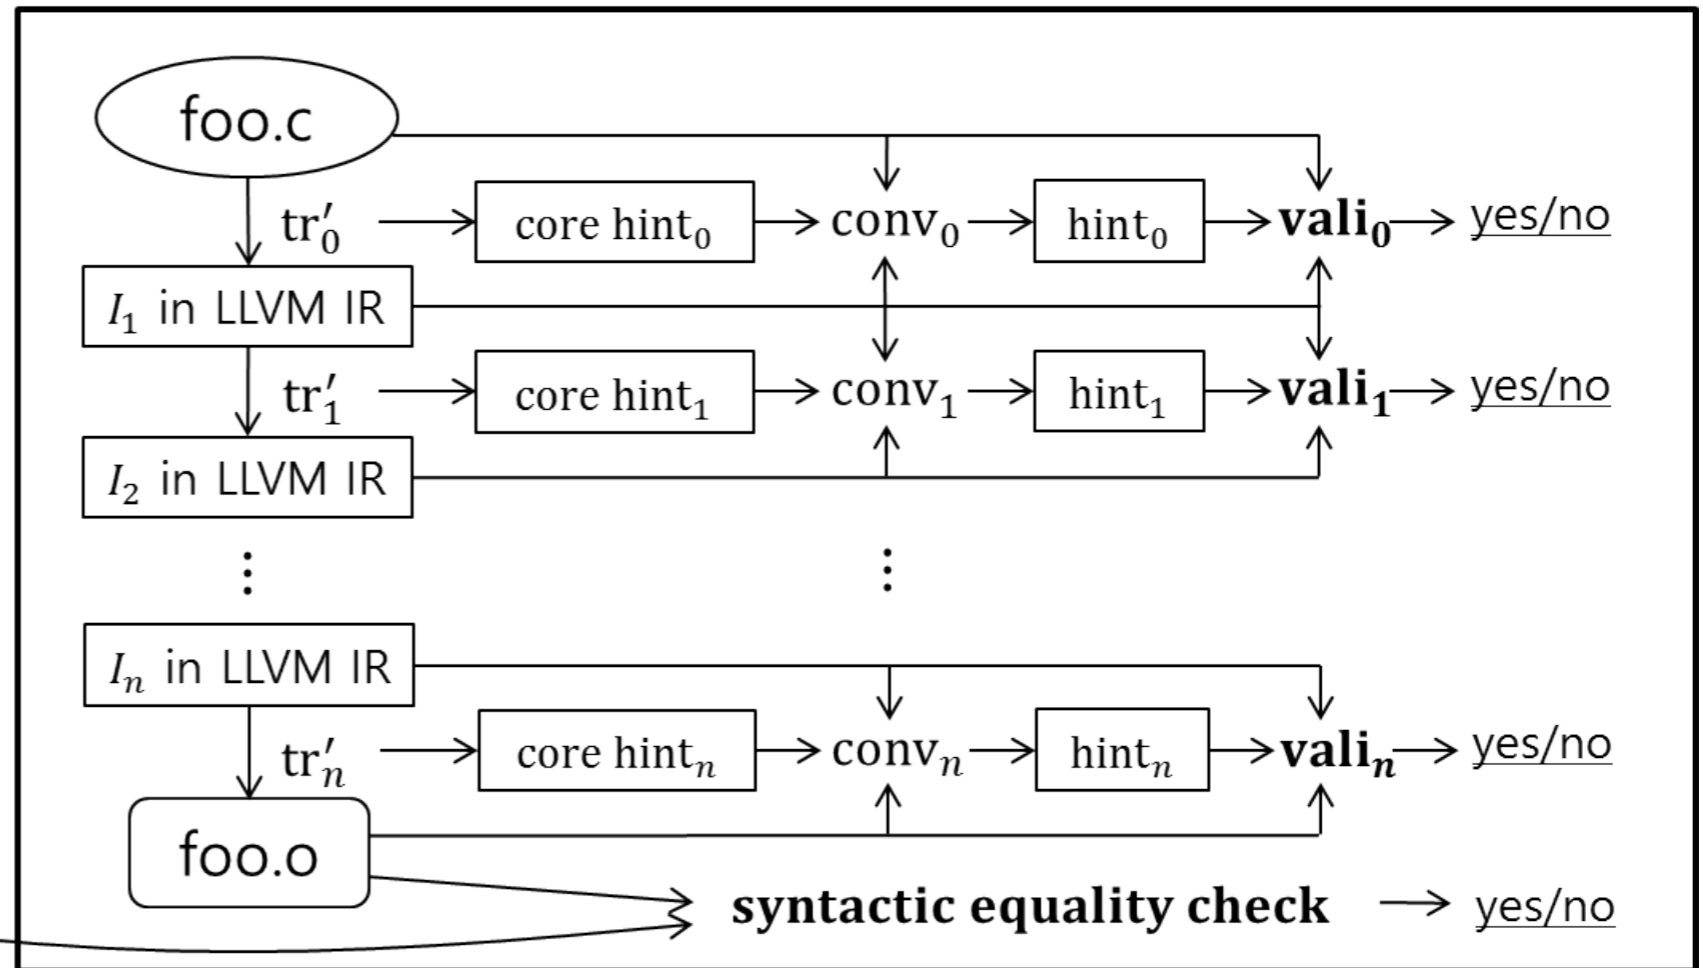 foo.c
tr′₀ core hint₀ conv₀ hint₀ vali₀ yes/no
I₁ in LLVM IR
tr′₁ core hint₁ conv₁ hint₁ vali₁ yes/no
I₂ in LLVM IR
⋮ ⋮
Iₙ in LLVM IR
tr′ₙ core hintₙ convₙ hintₙ valiₙ yes/no
foo.o
syntactic equality check yes/no